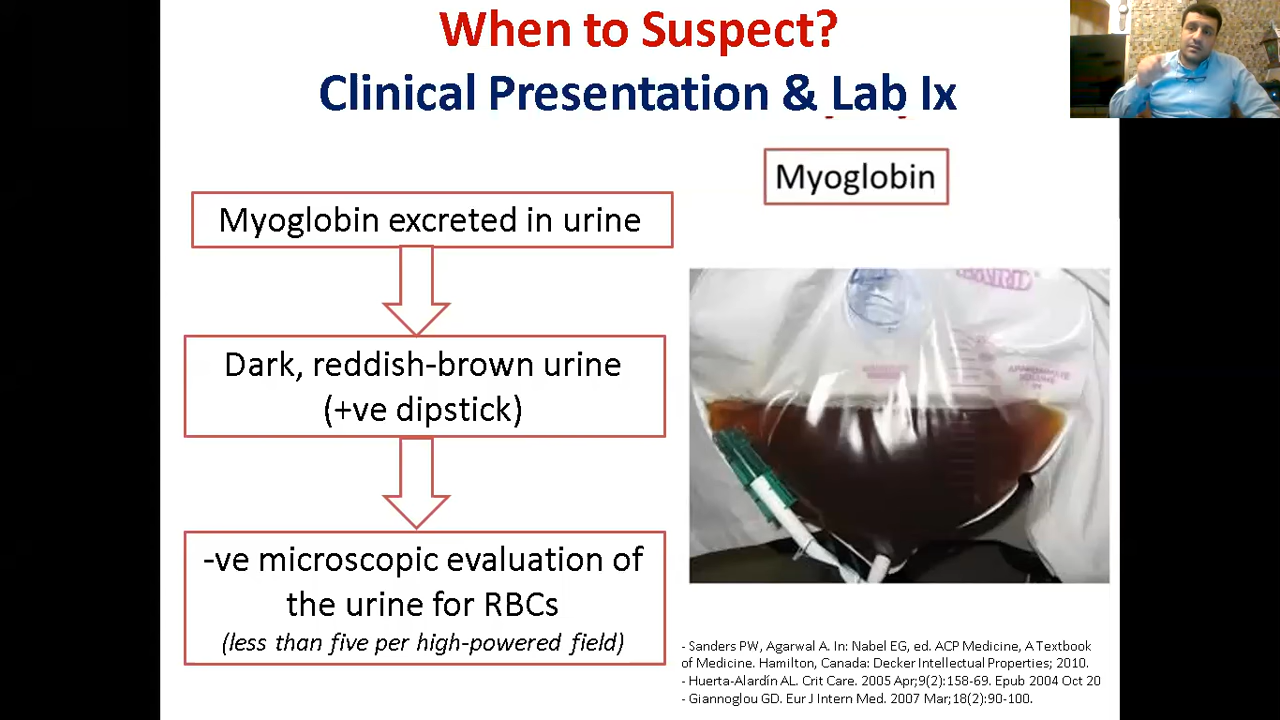 When to Suspect?
Clinical Presentation & Lab Ix
Myoglobin
Myoglobin excreted in urine
Dark, reddish-brown urine
(+ve dipstick)
-ve microscopic evaluation of
the urine for RBCs
(less than five per high-powered field)
- Sanders PW, Agarwal A. In: Nabel EG, ed. ACP Medicine, A Textbook
of Medicine. Hamilton, Canada: Decker Intellectual Properties; 2010.
- Huerta-Alardín AL. Crit Care. 2005 Apr;9(2):158-69. Epub 2004 Oct 20
- Giannoglou GD. Eur J Intern Med. 2007 Mar;18(2):90-100.